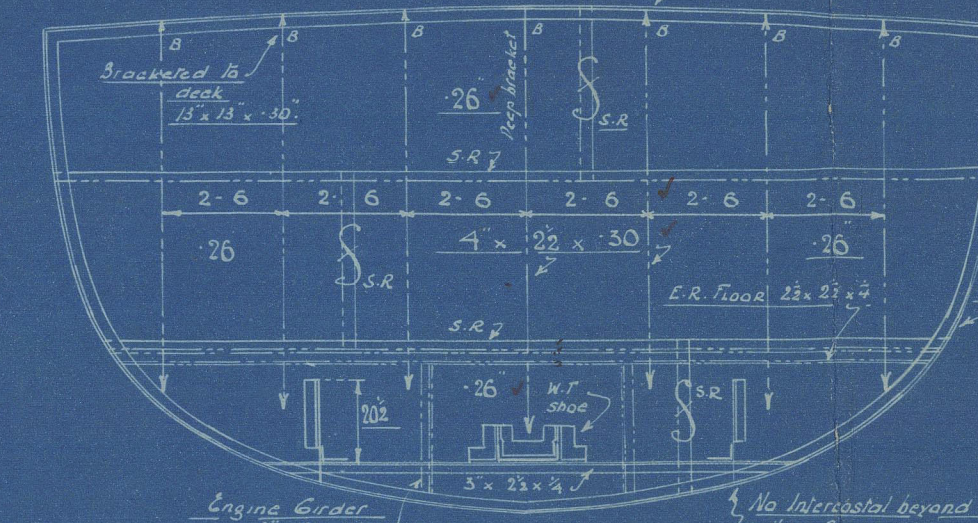 B B B B B B B
Bracketed to
deck
13" x 13" x ·30"
·26"
Deep bracket
S.R
S.R
2-6 2-6 2-6 2-6 2-6 2-6
·26
S.R
4" x 2½ x ·30
·26"
E.R. FLOOR 2½ x 2½ x ¼
S.R
20½
·26"
W.T
shoe
S.R
3" x 2½ x ¼
Engine Girder
No Intercostal beyond